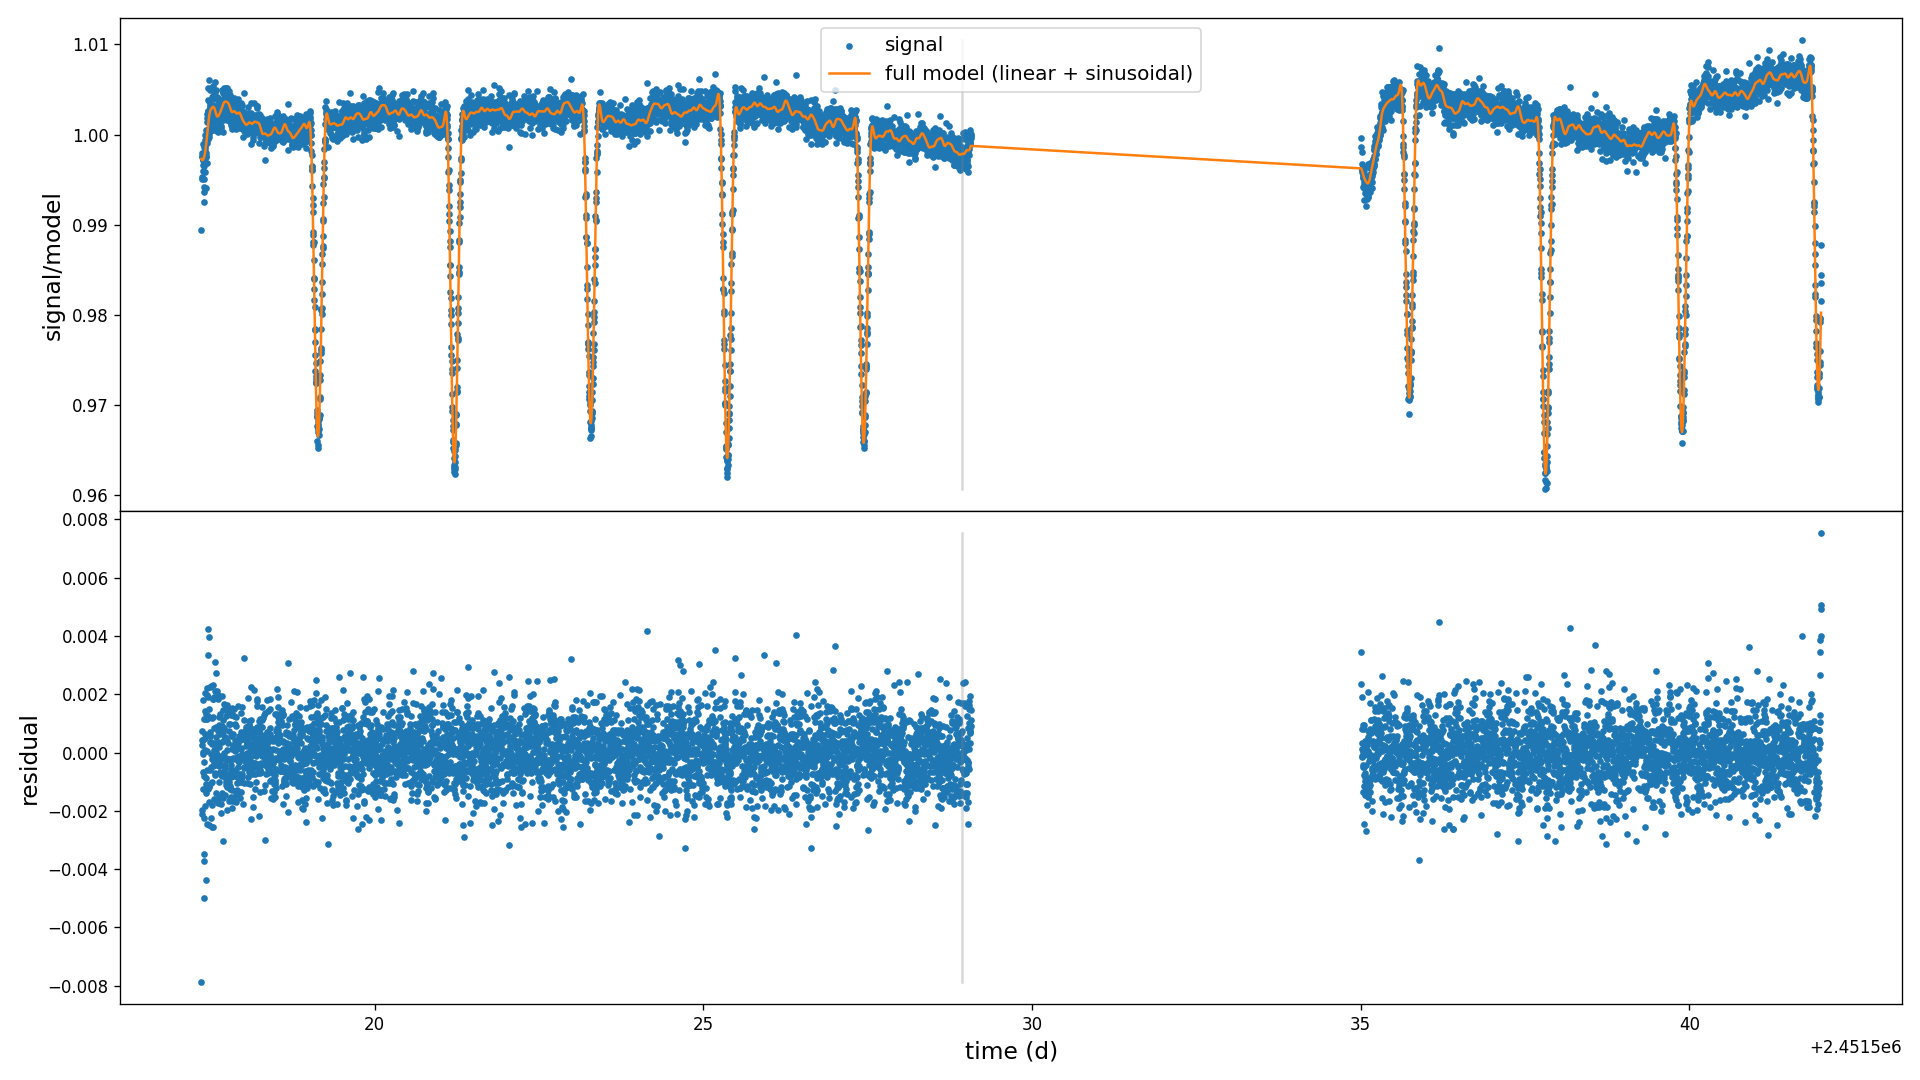 signal
full model (linear + sinusoidal)
signal/model
1.01
1.00
0.99
0.98
0.97
0.96
residual
0.008
0.006
0.004
0.002
0.000
−0.002
−0.004
−0.006
−0.008
20 25 30 35 40
time (d)
+2.4515e6